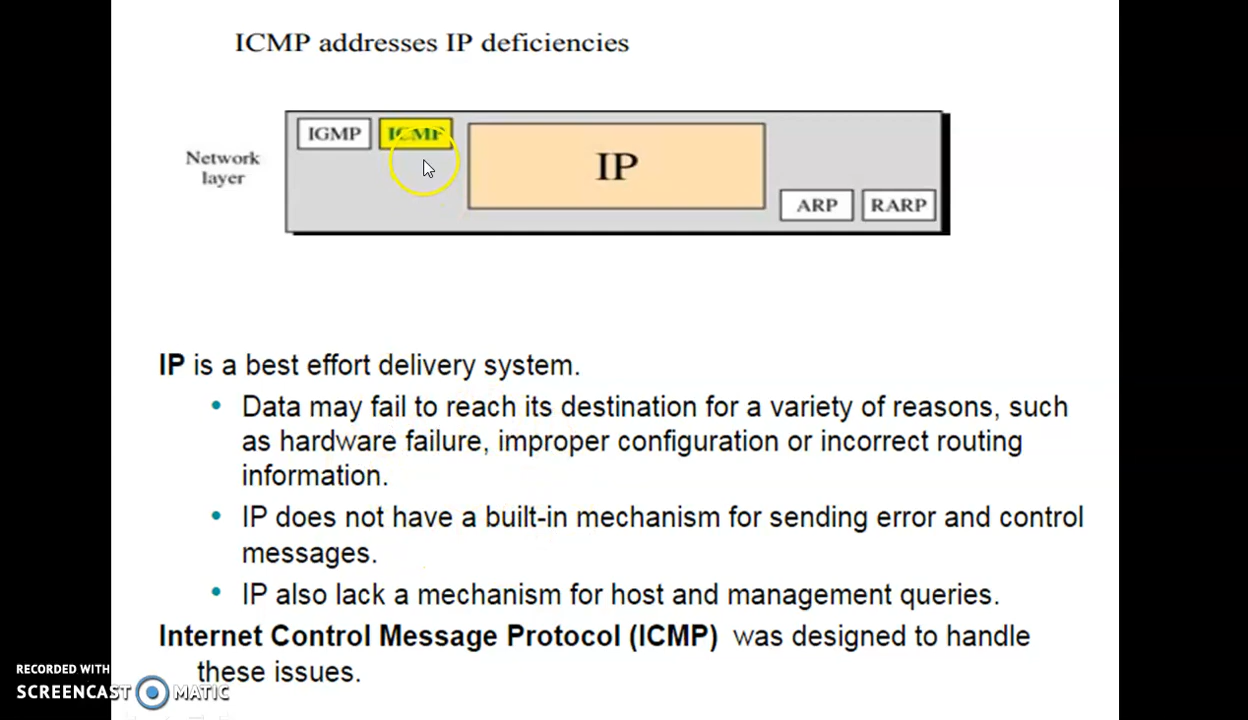 ICMP addresses IP deficiencies
IGMP ICMP
IP
Network
layer
ARP RARP
IP is a best effort delivery system.
• Data may fail to reach its destination for a variety of reasons, such
as hardware failure, improper configuration or incorrect routing
information.
• IP does not have a built-in mechanism for sending error and control
messages.
• IP also lack a mechanism for host and management queries.
Internet Control Message Protocol (ICMP) was designed to handle
these issues.
RECORDED WITH
SCREENCAST MATIC